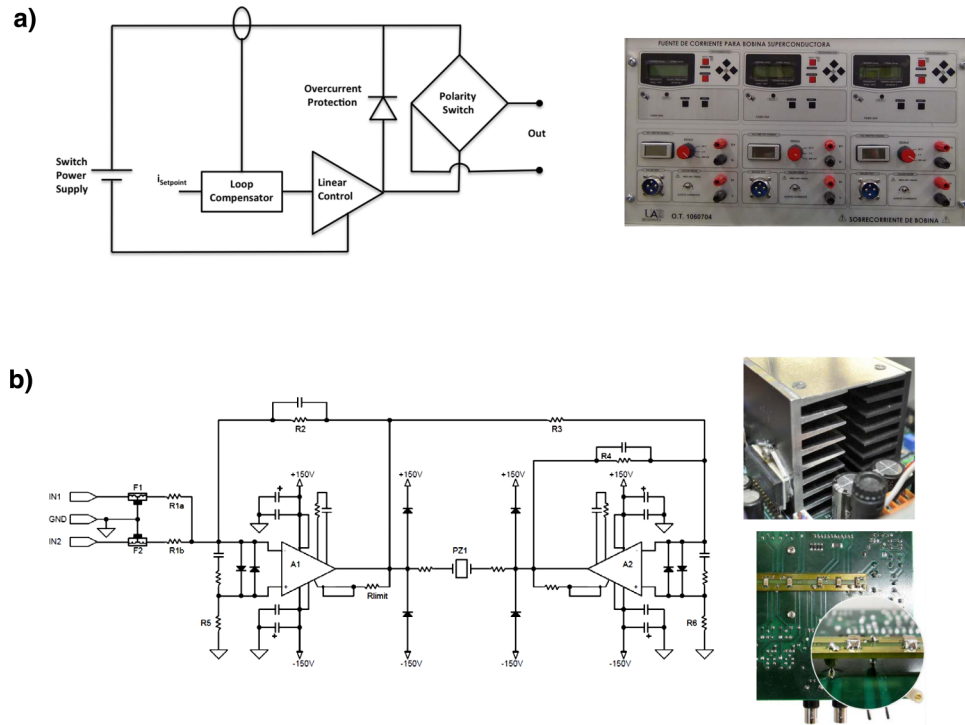 a)
Overcurrent
Protection
Polarity
Switch
Out
Switch
Power
Supply
iSetpoint
Loop
Compensator
Linear
Control
FUENTE DE CORRIENTE PARA BOBINA SUPERCONDUCTORA
O.T. 1060704
SOBRECORRIENTE DE BOBINA
b)
R2
R3
R4
+150V
+150V
+150V
+150V
IN1
F1
R1a
GND
IN2
F2
R1b
A1
PZ1
A2
Rlimit
R5
R6
-150V
-150V
-150V
-150V